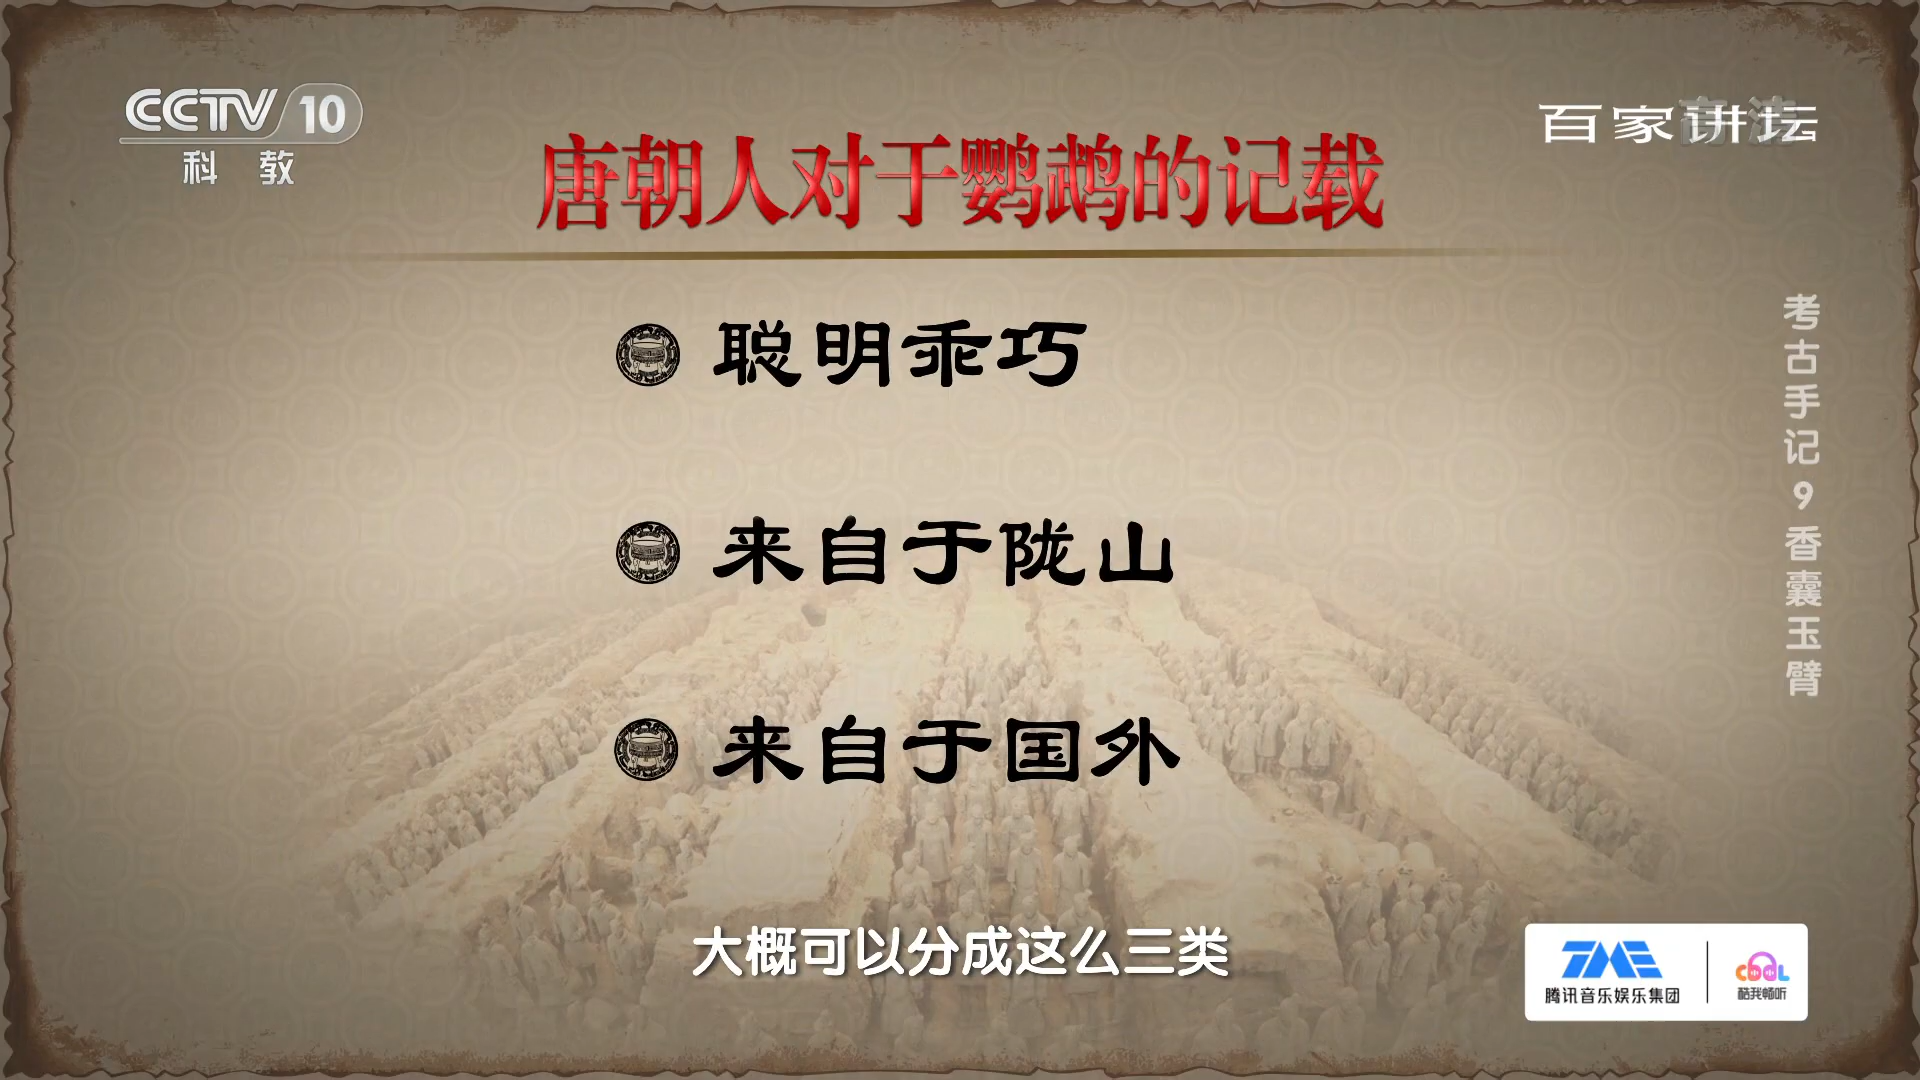 CCTV 10
科 教
百家讲坛
高清
唐朝人对于鹦鹉的记载
聪明乖巧
来自于陇山
来自于国外
考古手记9香囊玉臂
大概可以分成这么三类
TME
腾讯音乐娱乐集团
COOL
酷我畅听